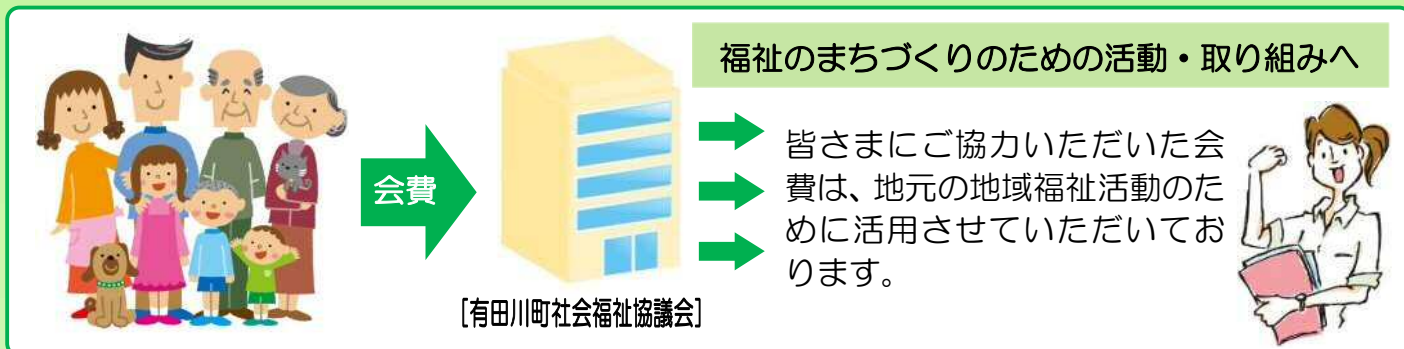 福祉のまちづくりのための活動・取り組みへ
会費
皆さまにご協力いただいた会
費は、地元の地域福祉活動のた
めに活用させていただいてお
ります。
[有田川町社会福祉協議会]